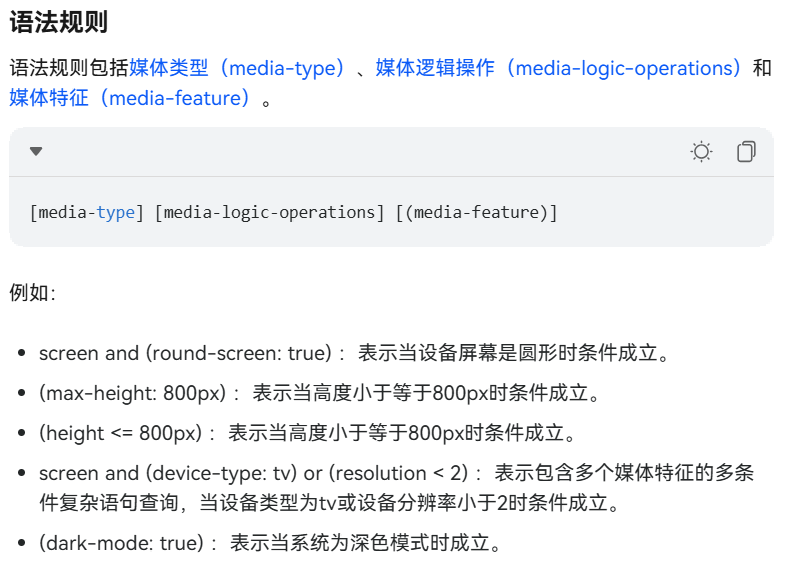 语法规则
语法规则包括媒体类型（media-type）、媒体逻辑操作（media-logic-operations）和
媒体特征（media-feature）。
[media-type] [media-logic-operations] [(media-feature)]
例如：
screen and (round-screen: true) ：表示当设备屏幕是圆形时条件成立。
(max-height: 800px) ：表示当高度小于等于800px时条件成立。
(height <= 800px) ：表示当高度小于等于800px时条件成立。
screen and (device-type: tv) or (resolution < 2) ：表示包含多个媒体特征的多条
件复杂语句查询，当设备类型为tv或设备分辨率小于2时条件成立。
(dark-mode: true) ：表示当系统为深色模式时成立。